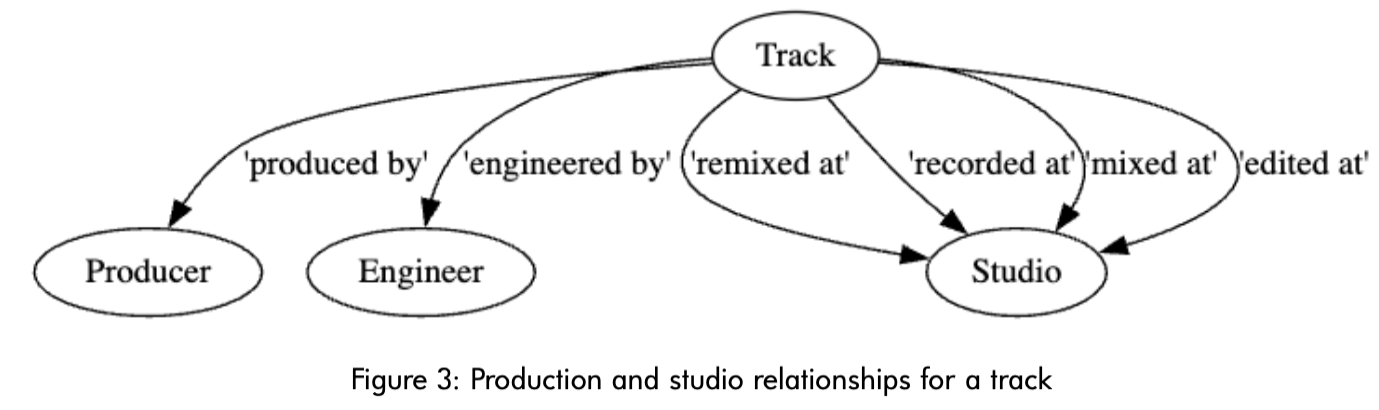 Track
'produced by' 'engineered by' 'remixed at' 'recorded at' 'mixed at' 'edited at'
Producer Engineer Studio
Figure 3: Production and studio relationships for a track